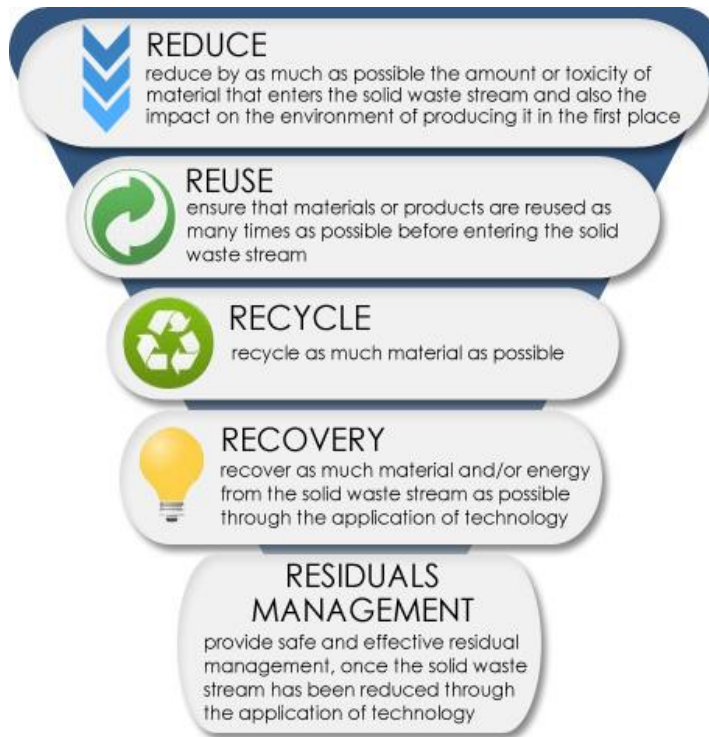 REDUCE
reduce by as much as possible the amount or toxicity of
material that enters the solid waste stream and also the
impact on the environment of producing it in the first place
REUSE
ensure that materials or products are reused as
many times as possible before entering the solid
waste stream
RECYCLE
recycle as much material as possible
RECOVERY
recover as much material and/or energy
from the solid waste stream as possible
through the application of technology
RESIDUALS
MANAGEMENT
provide safe and effective residual
management, once the solid waste
stream has been reduced through
the application of technology